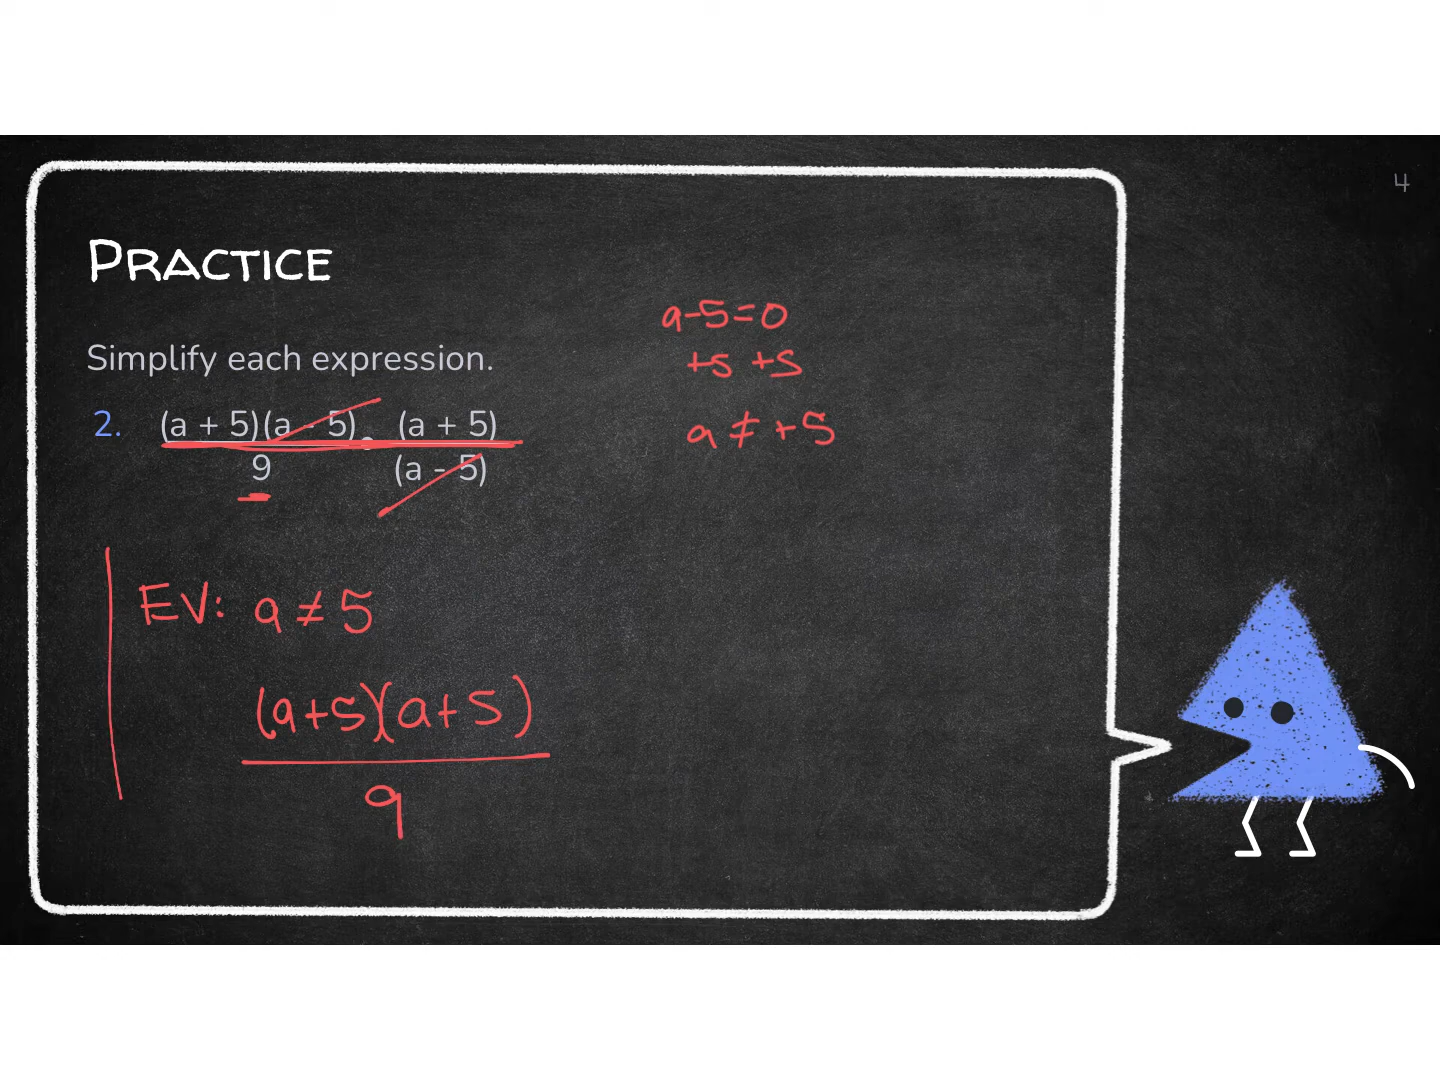 4
PRACTICE
Simplify each expression.
2. (a + 5)(a - 5) · (a + 5)
9 (a - 5)
a-5=0
+5 +5
a ≠ +5
EV: a ≠ 5
(a+5)(a+5)
9